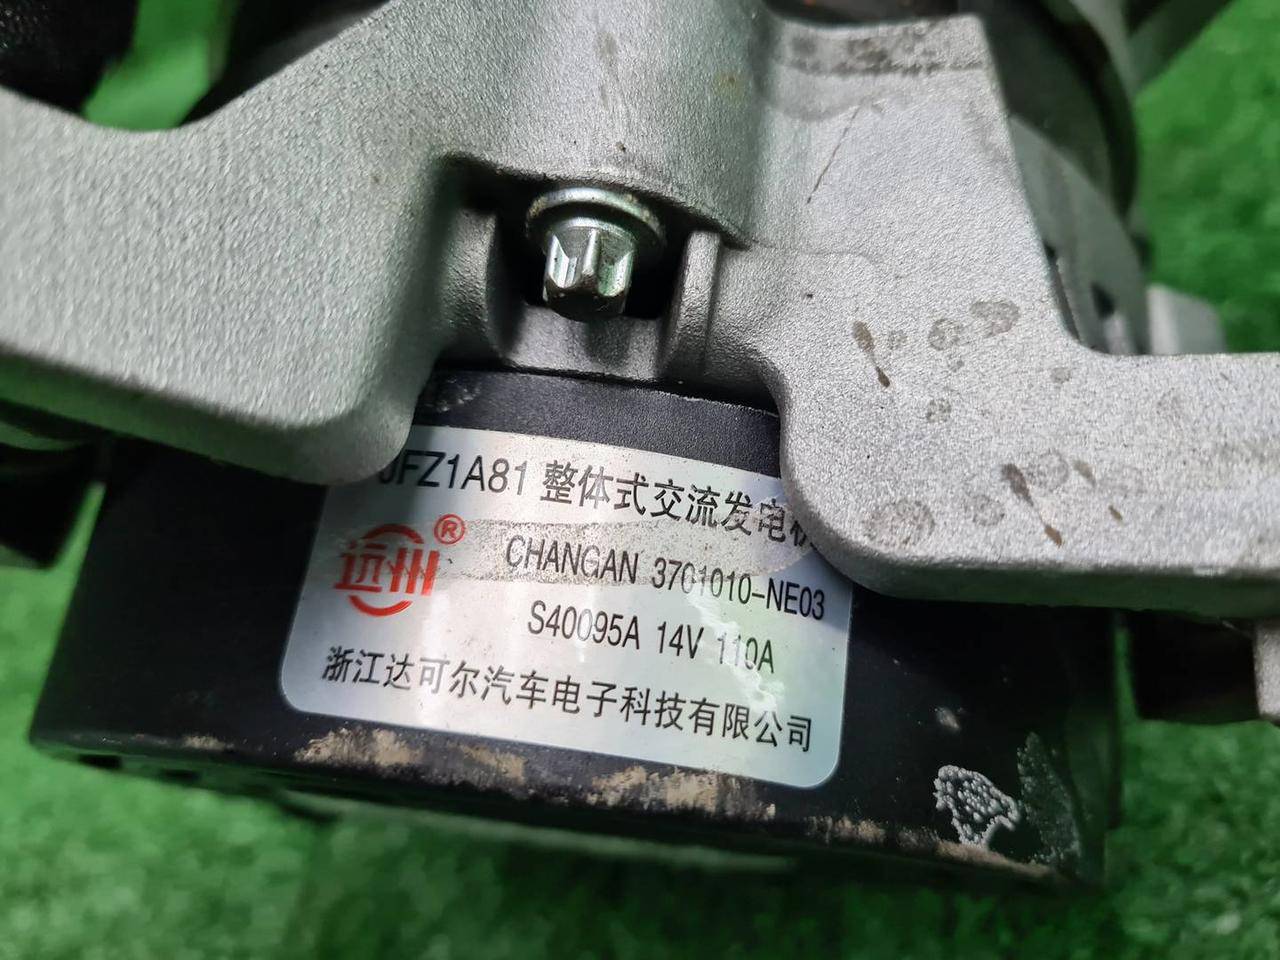 JFZ1A81 整体式交流发电机
远州®
CHANGAN 3701010-NE03
S40095A 14V 110A
浙江达可尔汽车电子科技有限公司